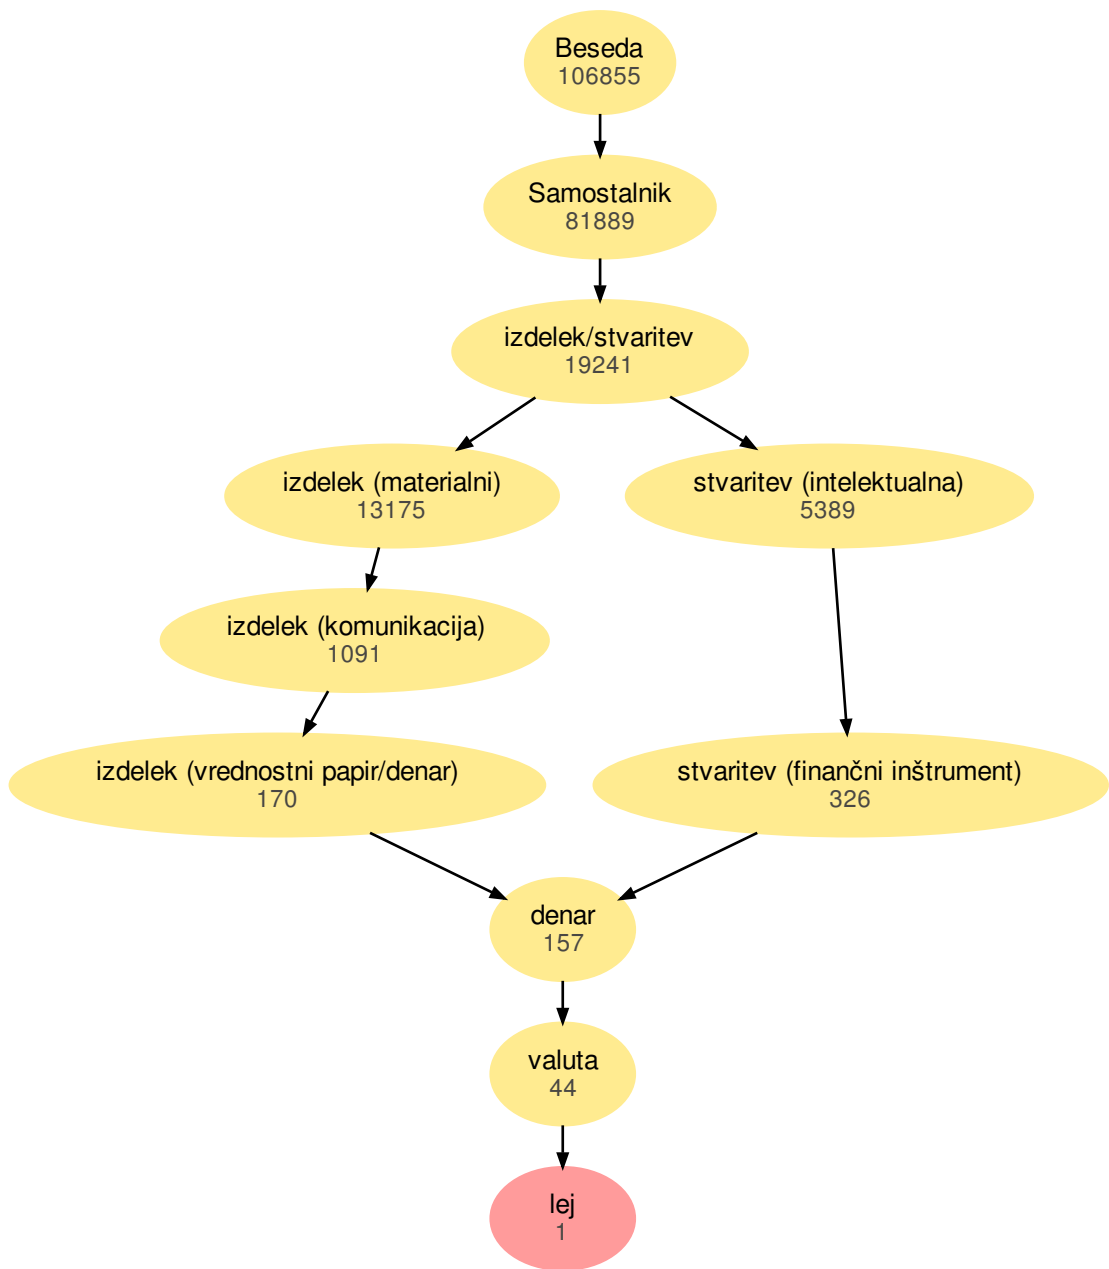 Beseda
106855
Samostalnik
81889
izdelek/stvaritev
19241
izdelek (materialni)
13175
stvaritev (intelektualna)
5389
izdelek (komunikacija)
1091
izdelek (vrednostni papir/denar)
170
stvaritev (finančni inštrument)
326
denar
157
valuta
44
lej
1